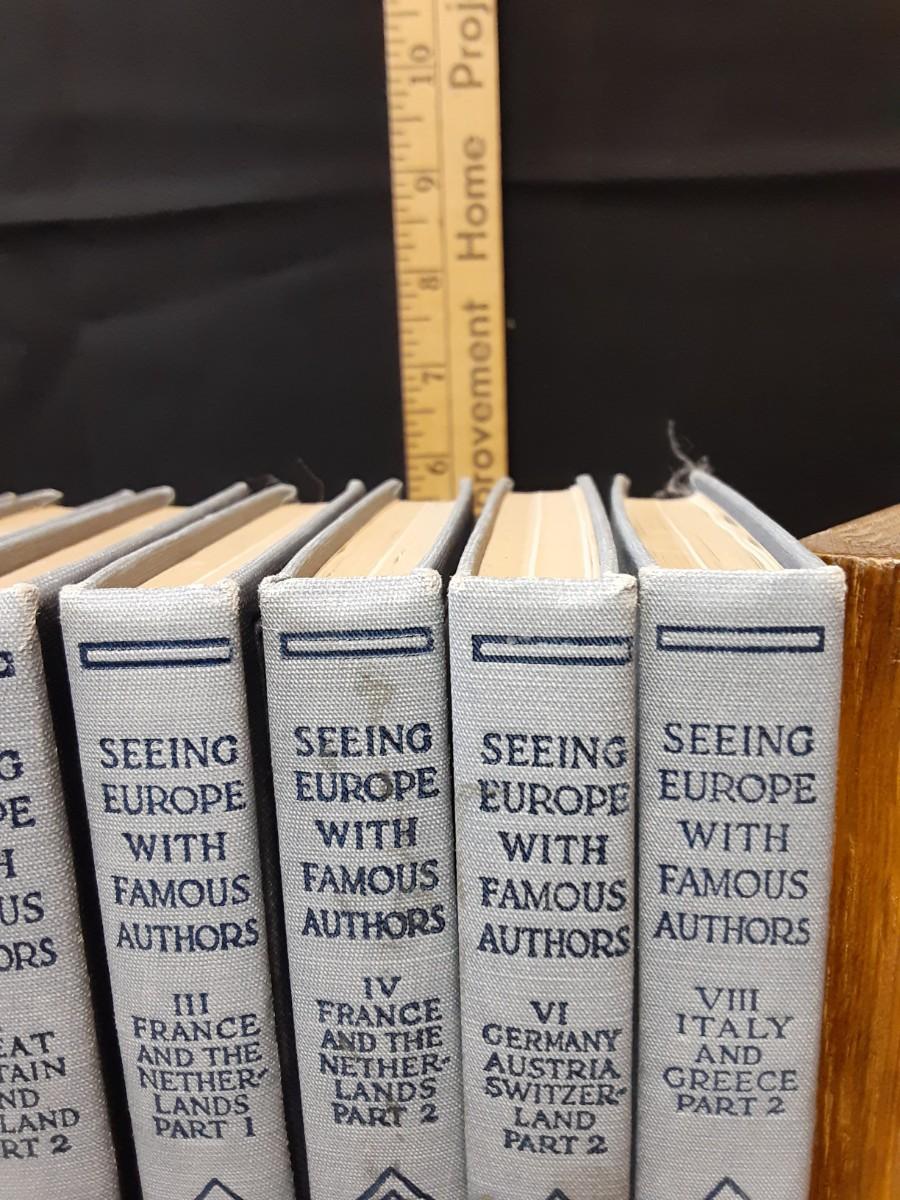 10
9
8
7
6
Home
SEEING
EUROPE
WITH
FAMOUS
AUTHORS
III
FRANCE
AND THE
NETHER-
LANDS
PART 1
SEEING
EUROPE
WITH
FAMOUS
AUTHORS
IV
FRANCE
AND THE
NETHER-
LANDS
PART 2
SEEING
EUROPE
WITH
FAMOUS
AUTHORS
VI
GERMANY
AUSTRIA
SWITZER-
LAND
PART 2
SEEING
EUROPE
WITH
FAMOUS
AUTHORS
VIII
ITALY
AND
GREECE
PART 2